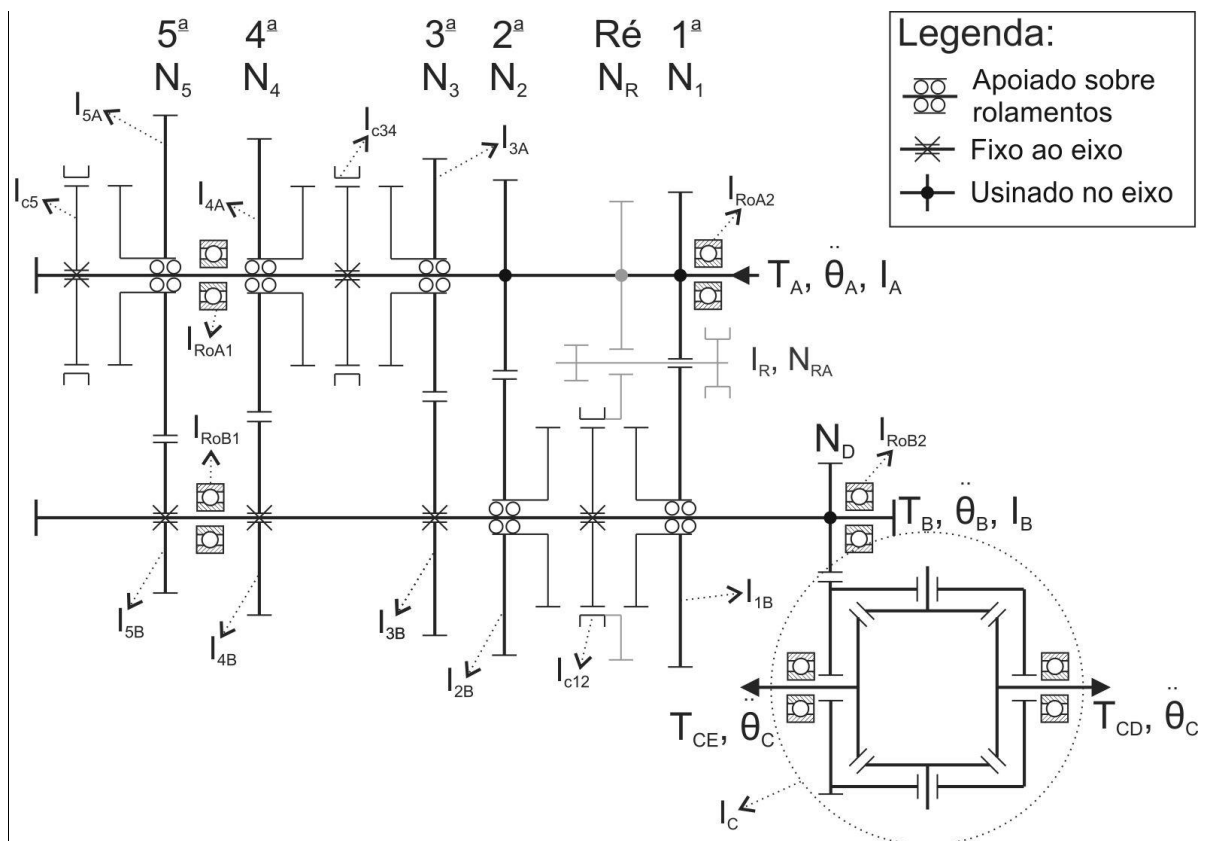 5ª 4ª 3ª 2ª Ré 1ª
N5 N4 N3 N2 NR N1
Legenda:
Apoiado sobre
rolamentos
Fixo ao eixo
Usinado no eixo
I5A
Ic34
I3A
Ic5
I4A
IRoA2
TA, θ̈A, IA
IRoA1
IR, NRA
IRoB1
ND
IRoB2
TB, θ̈B, IB
I5B
I4B
I3B
I2B
Ic12
I1B
TCE, θ̈C
TCD, θ̈C
IC